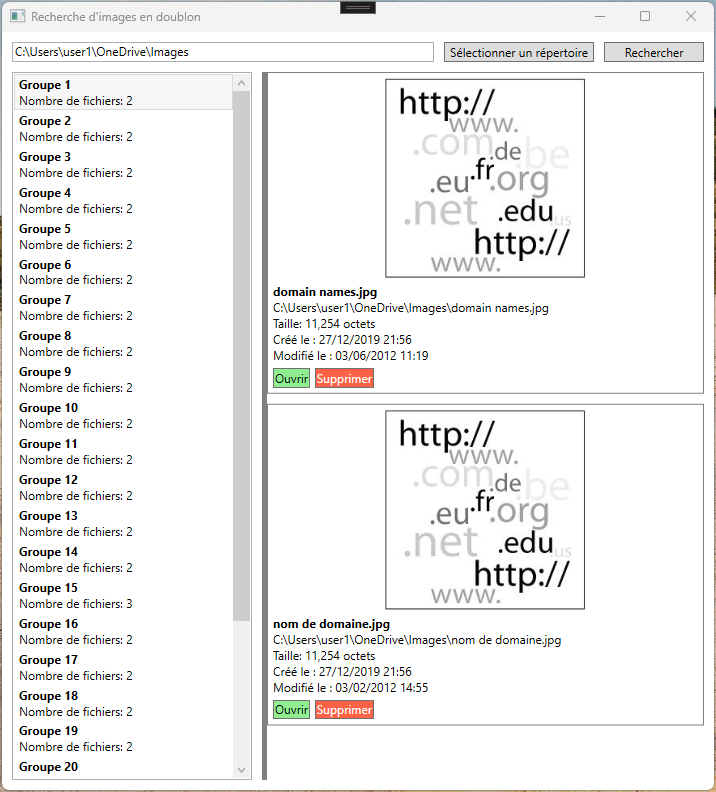 Recherche d'images en doublon
C:\Users\user1\OneDrive\Images
Sélectionner un répertoire
Rechercher
Groupe 1
Nombre de fichiers: 2
Groupe 2
Nombre de fichiers: 2
Groupe 3
Nombre de fichiers: 2
Groupe 4
Nombre de fichiers: 2
Groupe 5
Nombre de fichiers: 2
Groupe 6
Nombre de fichiers: 2
Groupe 7
Nombre de fichiers: 2
Groupe 8
Nombre de fichiers: 2
Groupe 9
Nombre de fichiers: 2
Groupe 10
Nombre de fichiers: 2
Groupe 11
Nombre de fichiers: 2
Groupe 12
Nombre de fichiers: 2
Groupe 13
Nombre de fichiers: 2
Groupe 14
Nombre de fichiers: 2
Groupe 15
Nombre de fichiers: 3
Groupe 16
Nombre de fichiers: 2
Groupe 17
Nombre de fichiers: 2
Groupe 18
Nombre de fichiers: 2
Groupe 19
Nombre de fichiers: 2
Groupe 20
http://
www.
.com .de .be
.eu .fr .org
.net .edu .us
http://
www.
domain names.jpg
C:\Users\user1\OneDrive\Images\domain names.jpg
Taille: 11,254 octets
Créé le : 27/12/2019 21:56
Modifié le : 03/06/2012 11:19
Ouvrir Supprimer
http://
www.
.com .de .be
.eu .fr .org
.net .edu .us
http://
www.
nom de domaine.jpg
C:\Users\user1\OneDrive\Images\nom de domaine.jpg
Taille: 11,254 octets
Créé le : 27/12/2019 21:56
Modifié le : 03/02/2012 14:55
Ouvrir Supprimer